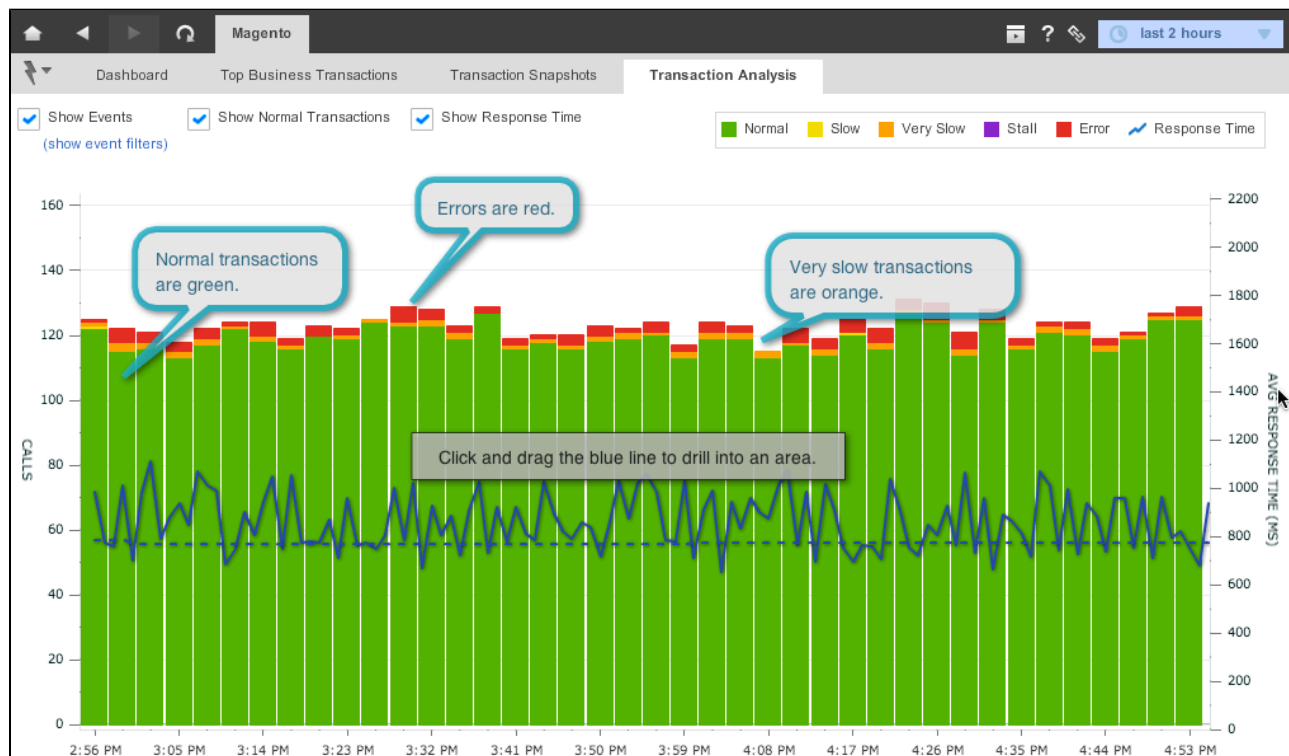 Magento
? last 2 hours
Dashboard Top Business Transactions Transaction Snapshots Transaction Analysis
Show Events Show Normal Transactions Show Response Time
(show event filters)
Normal Slow Very Slow Stall Error Response Time
Errors are red.
Normal transactions
are green.
Very slow transactions
are orange.
Click and drag the blue line to drill into an area.
CALLS
160
140
120
100
80
60
40
20
0
AVG RESPONSE TIME (MS)
2200
2000
1800
1600
1400
1200
1000
800
600
400
200
0
2:56 PM 3:05 PM 3:14 PM 3:23 PM 3:32 PM 3:41 PM 3:50 PM 3:59 PM 4:08 PM 4:17 PM 4:26 PM 4:35 PM 4:44 PM 4:53 PM